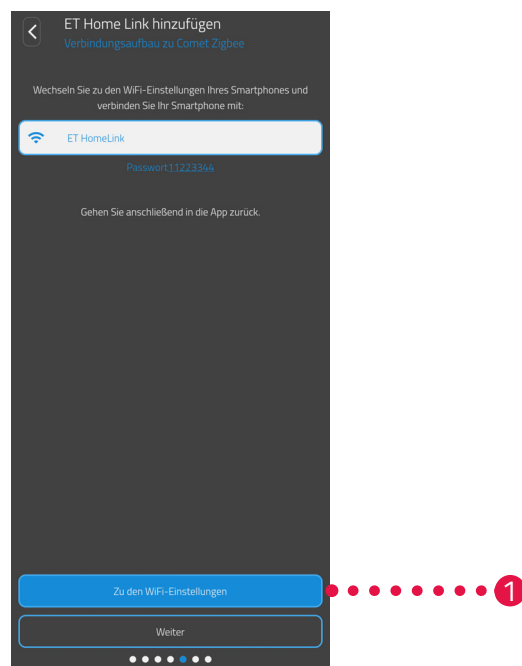 ET Home Link hinzufügen
Verbindungsaufbau zu Comet Zigbee
Wechseln Sie zu den WiFi-Einstellungen Ihres Smartphones und
verbinden Sie Ihr Smartphone mit:
ET HomeLink
Passwort11223344
Gehen Sie anschließend in die App zurück.
Zu den WiFi-Einstellungen
1
Weiter